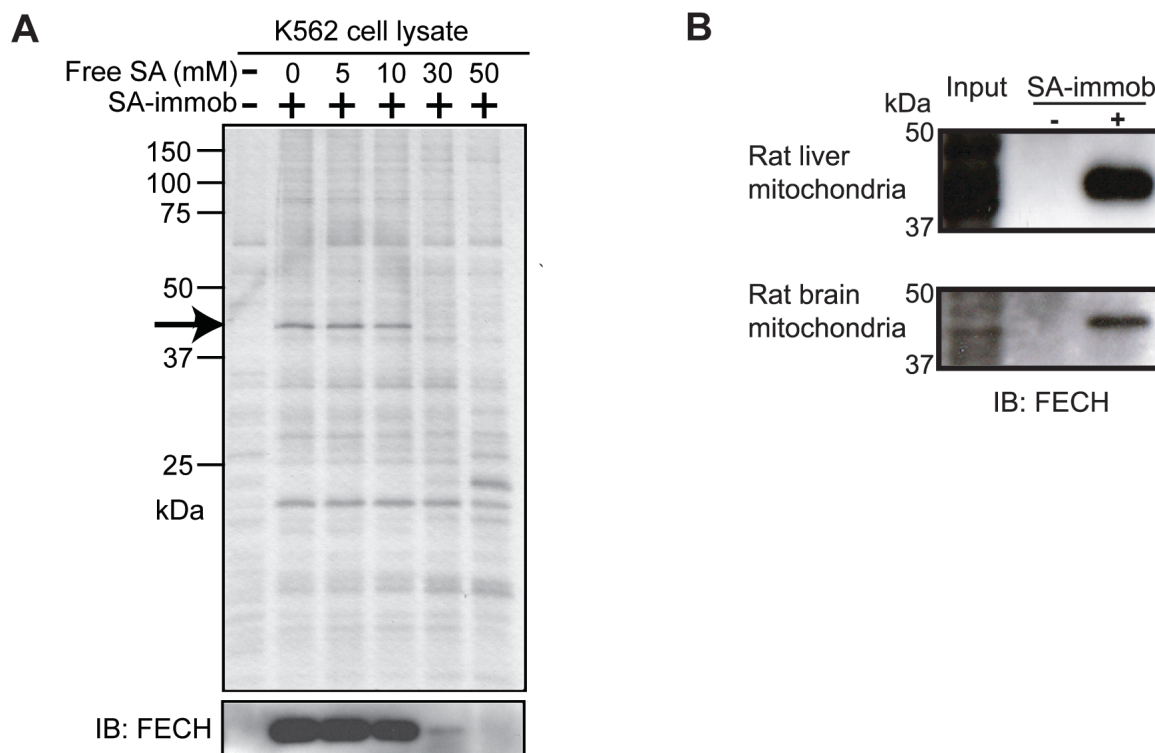 A
K562 cell lysate
Free SA (mM) - 0 5 10 30 50
SA-immob - + + + + +
150
100
75
50
37
25
kDa
IB: FECH
B
Input SA-immob
kDa - +
50
Rat liver
mitochondria
37
50
Rat brain
mitochondria
37
IB: FECH